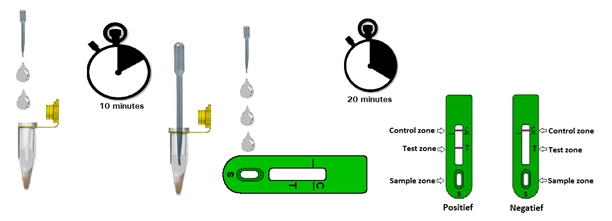 10 minutes
20 minutes
S
T
C
Control zone
Test zone
Sample zone
C
T
S
Positief
C
T
S
Negatief
Control zone
Test zone
Sample zone